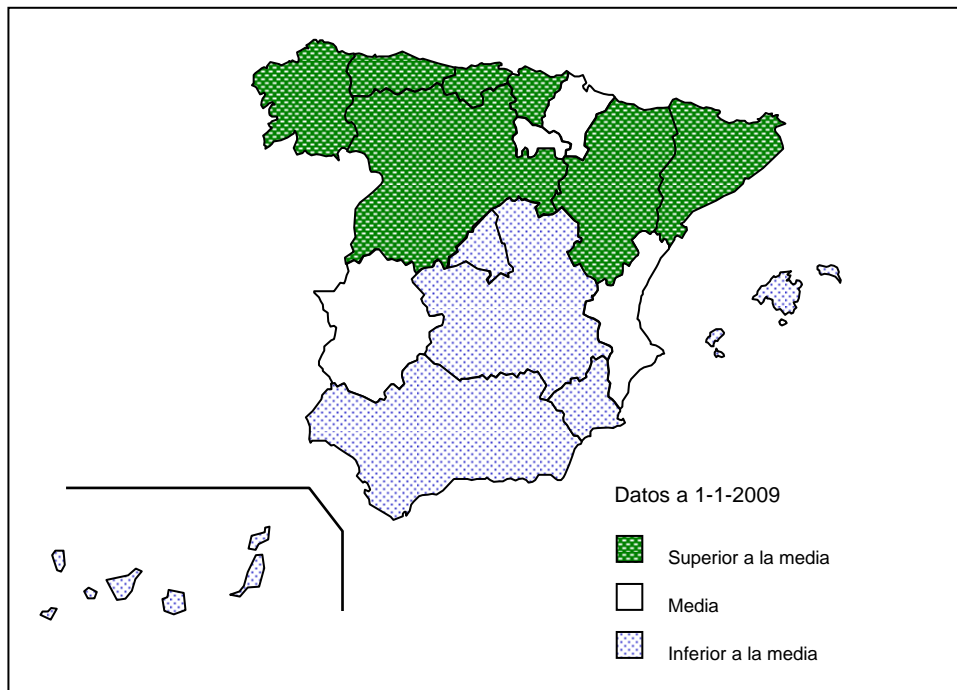 Datos a 1-1-2009
Superior a la media
Media
Inferior a la media